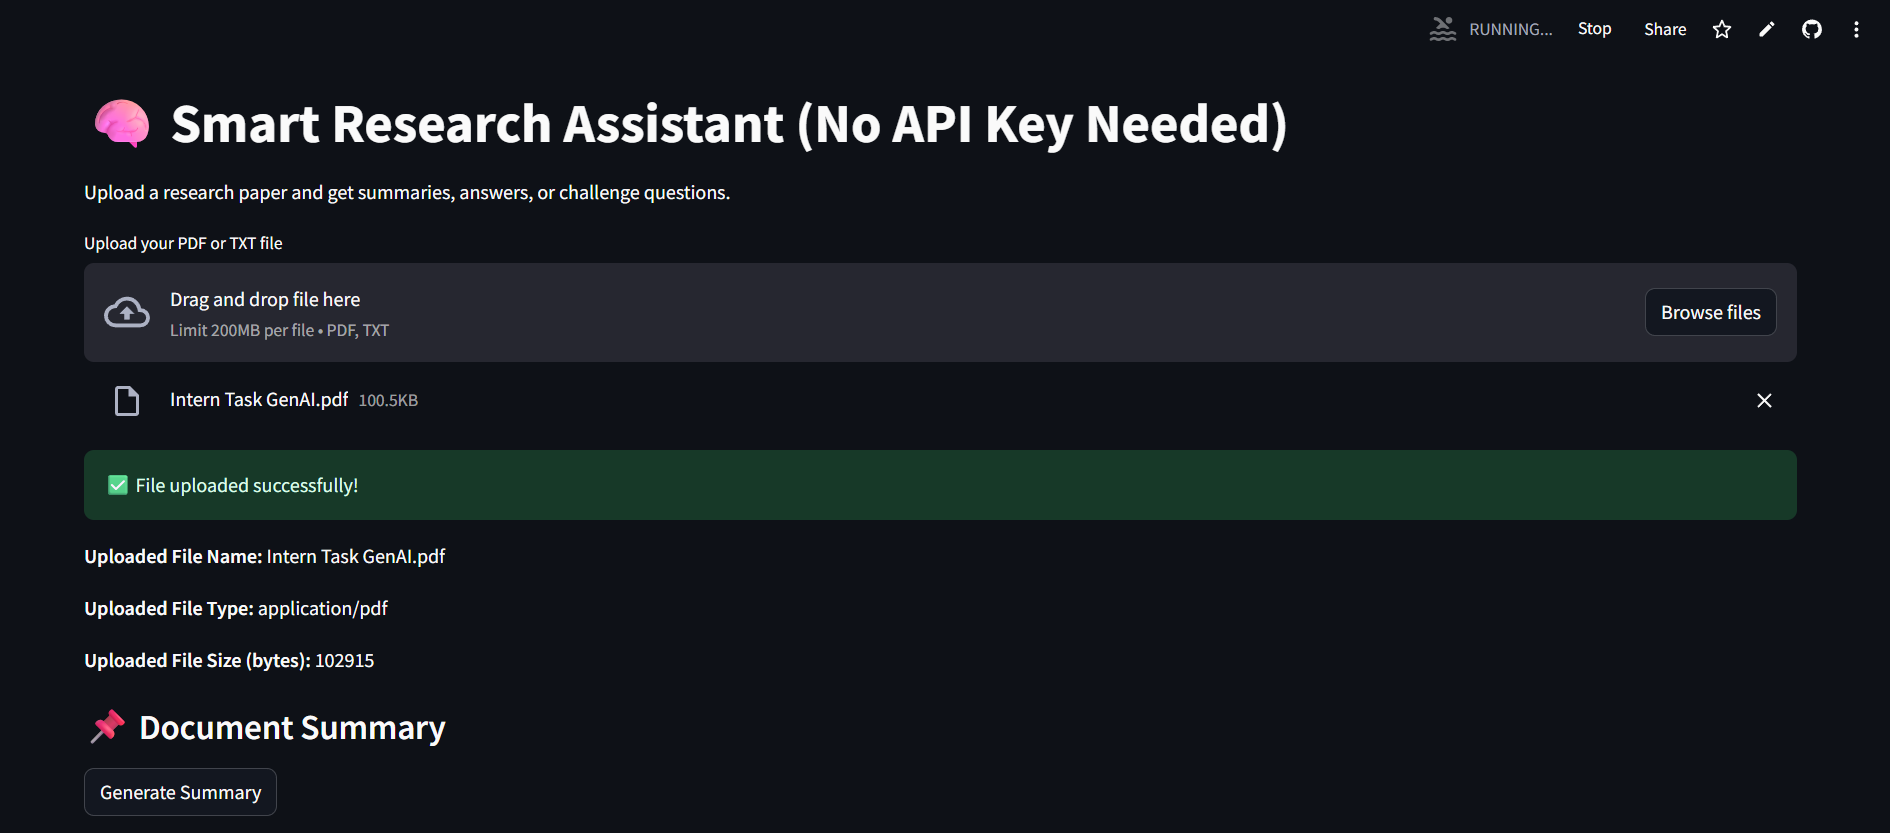 RUNNING... Stop Share
🧠 Smart Research Assistant (No API Key Needed)
Upload a research paper and get summaries, answers, or challenge questions.
Upload your PDF or TXT file
Drag and drop file here
Limit 200MB per file • PDF, TXT
Browse files
Intern Task GenAI.pdf 100.5KB
✅ File uploaded successfully!
Uploaded File Name: Intern Task GenAI.pdf
Uploaded File Type: application/pdf
Uploaded File Size (bytes): 102915
📌 Document Summary
Generate Summary